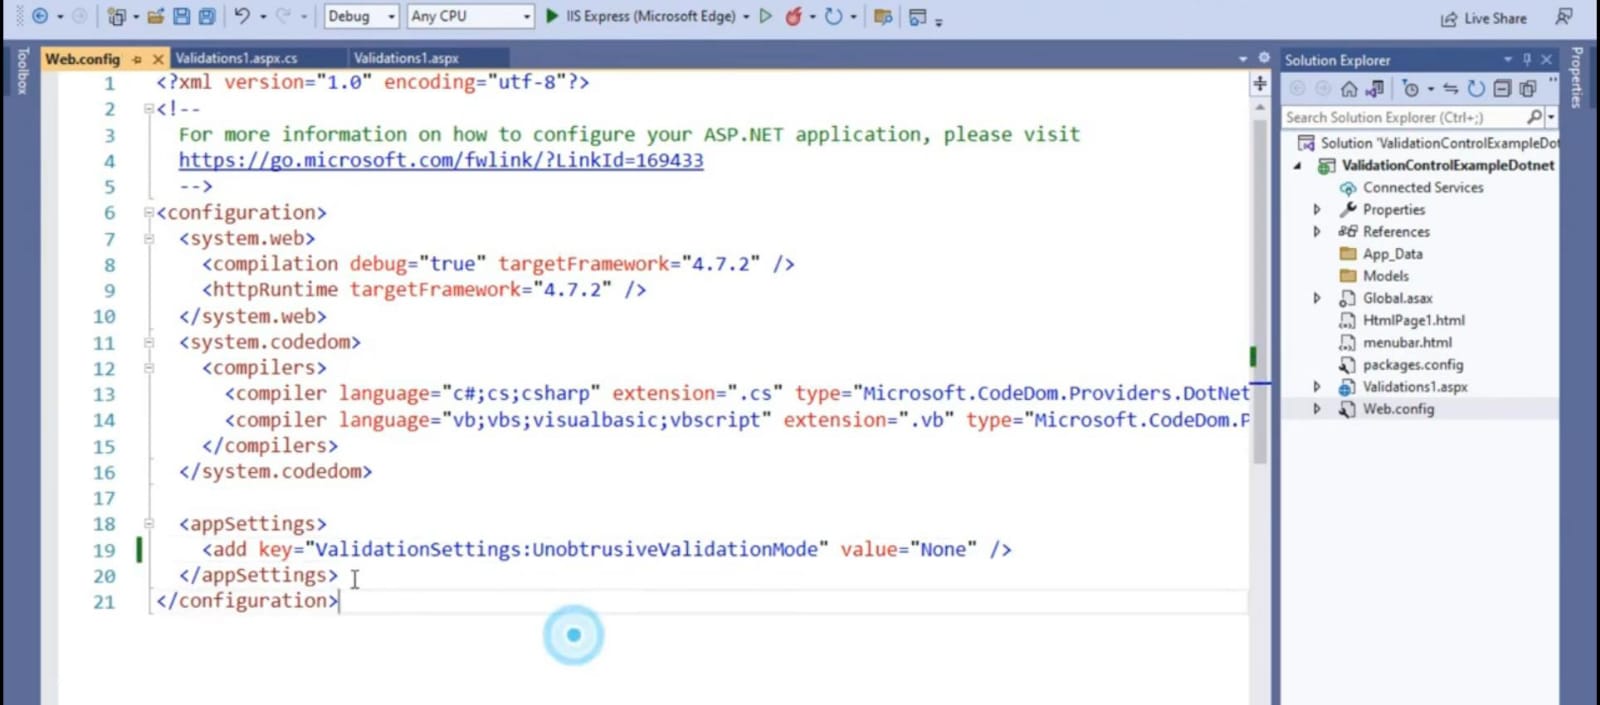 Debug
Any CPU
IIS Express (Microsoft Edge)
Live Share
Toolbox
Web.config
Validations1.aspx.cs
Validations1.aspx
1 <?xml version="1.0" encoding="utf-8"?>
2 <!--
3 For more information on how to configure your ASP.NET application, please visit
4 https://go.microsoft.com/fwlink/?LinkId=169433
5 -->
6 <configuration>
7 <system.web>
8 <compilation debug="true" targetFramework="4.7.2" />
9 <httpRuntime targetFramework="4.7.2" />
10 </system.web>
11 <system.codedom>
12 <compilers>
13 <compiler language="c#;cs;csharp" extension=".cs" type="Microsoft.CodeDom.Providers.DotNet
14 <compiler language="vb;vbs;visualbasic;vbscript" extension=".vb" type="Microsoft.CodeDom.P
15 </compilers>
16 </system.codedom>
17
18 <appSettings>
19 <add key="ValidationSettings:UnobtrusiveValidationMode" value="None" />
20 </appSettings>
21 </configuration>
Solution Explorer
Search Solution Explorer (Ctrl+;)
Solution 'ValidationControlExampleDot
ValidationControlExampleDotnet
Connected Services
Properties
References
App_Data
Models
Global.asax
HtmlPage1.html
menubar.html
packages.config
Validations1.aspx
Web.config
Properties